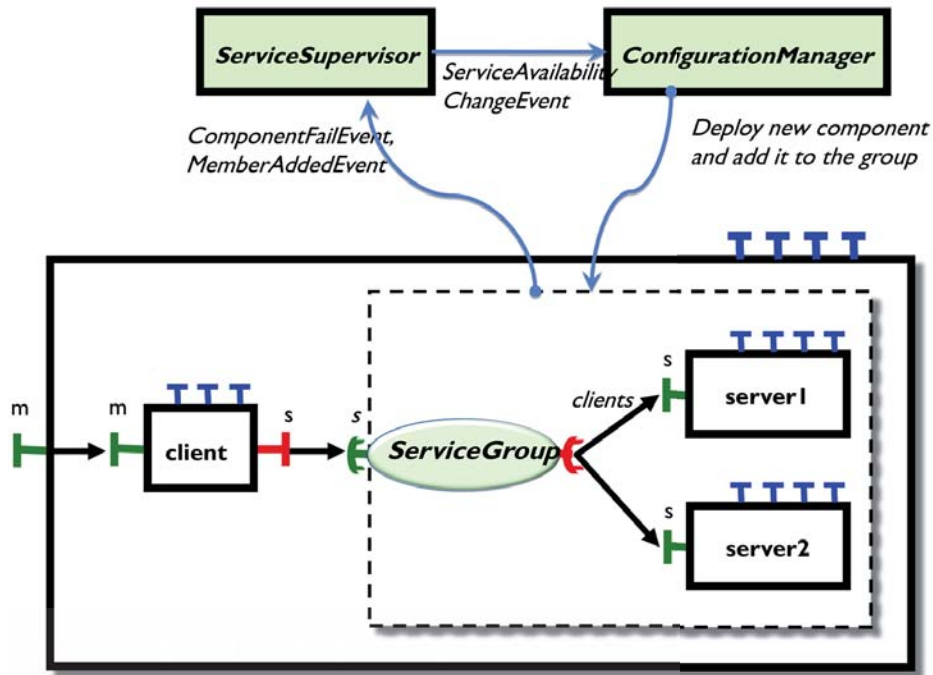 ServiceSupervisor
ServiceAvailability
ChangeEvent
ConfigurationManager
ComponentFailEvent,
MemberAddedEvent
Deploy new component
and add it to the group
m
m
client
s
s
ServiceGroup
clients
s
server1
s
server2